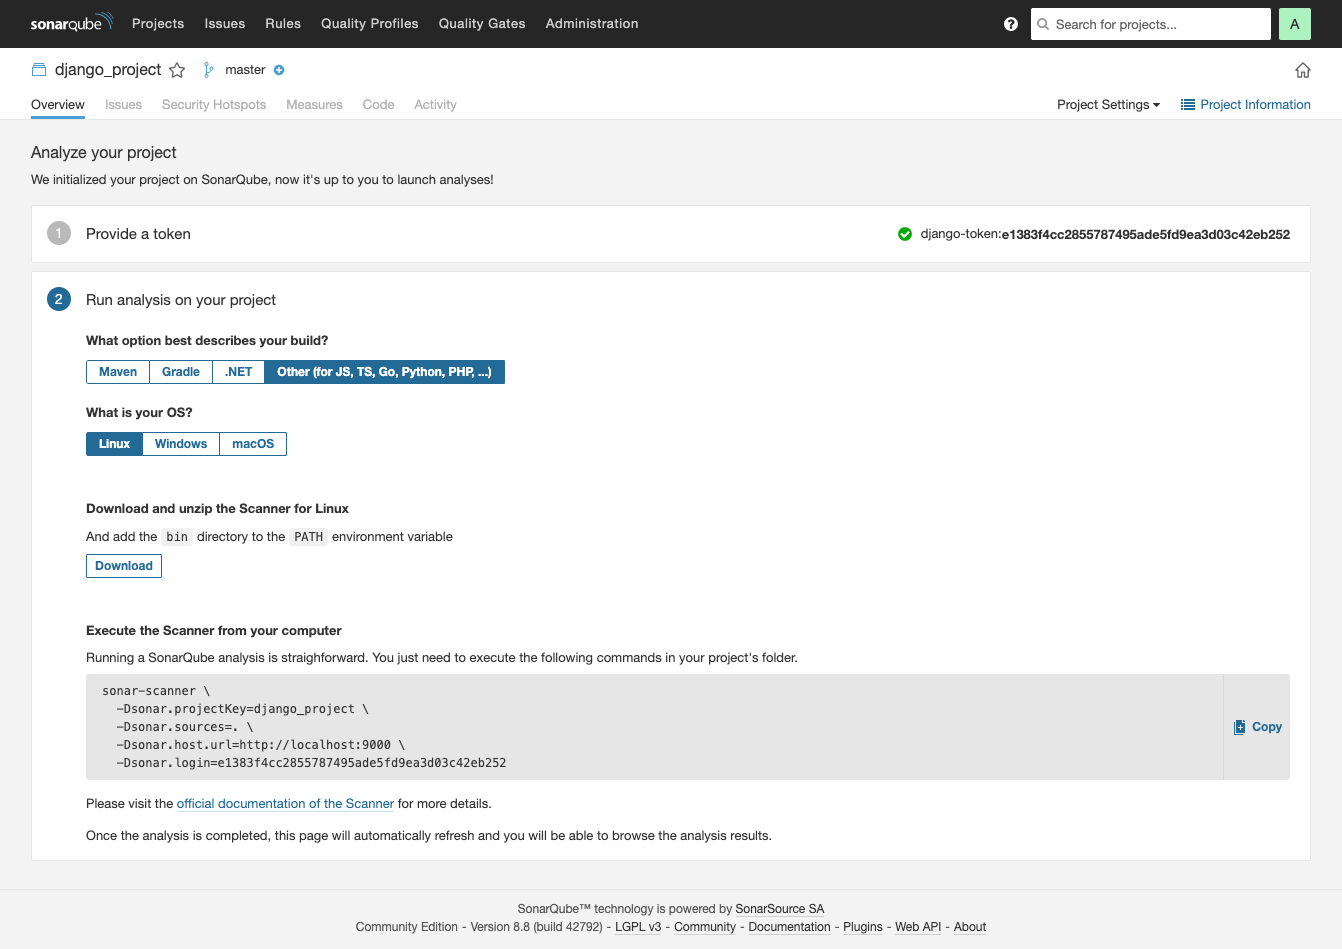 sonarqube Projects Issues Rules Quality Profiles Quality Gates Administration ? Search for projects... A
django_project master
Overview Issues Security Hotspots Measures Code Activity Project Settings Project Information
Analyze your project
We initialized your project on SonarQube, now it's up to you to launch analyses!
1 Provide a token django-token:e1383f4cc2855787495ade5fd9ea3d03c42eb252
2 Run analysis on your project
What option best describes your build?
Maven Gradle .NET Other (for JS, TS, Go, Python, PHP, ...)
What is your OS?
Linux Windows macOS
Download and unzip the Scanner for Linux
And add the bin directory to the PATH environment variable
Download
Execute the Scanner from your computer
Running a SonarQube analysis is straighforward. You just need to execute the following commands in your project's folder.
sonar-scanner \
-Dsonar.projectKey=django_project \
-Dsonar.sources=. \
-Dsonar.host.url=http://localhost:9000 \
-Dsonar.login=e1383f4cc2855787495ade5fd9ea3d03c42eb252
Copy
Please visit the official documentation of the Scanner for more details.
Once the analysis is completed, this page will automatically refresh and you will be able to browse the analysis results.
SonarQube™ technology is powered by SonarSource SA
Community Edition - Version 8.8 (build 42792) - LGPL v3 - Community - Documentation - Plugins - Web API - About